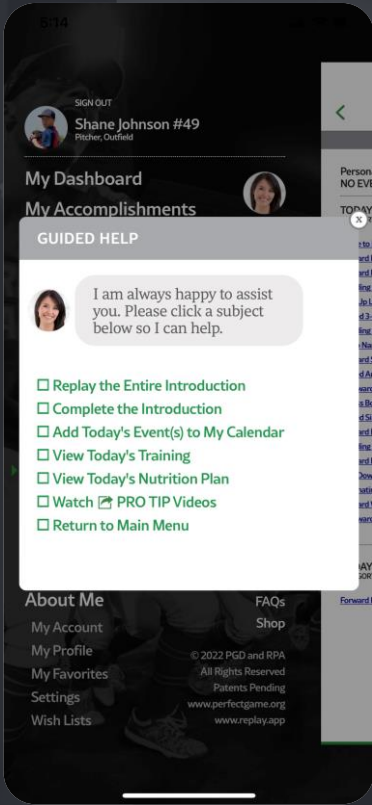 5:14
SIGN OUT
Shane Johnson #49
Pitcher, Outfield
My Dashboard
My Accomplishments
Person
NO EVE
TODAY
x
GUIDED HELP
I am always happy to assist
you. Please click a subject
below so I can help.
☐ Replay the Entire Introduction
☐ Complete the Introduction
☐ Add Today's Event(s) to My Calendar
☐ View Today's Training
☐ View Today's Nutrition Plan
☐ Watch PRO TIP Videos
☐ Return to Main Menu
Forward
About Me
My Account
My Profile
My Favorites
Settings
Wish Lists
FAQs
Shop
© 2022 PGD and RPA
All Rights Reserved
Patents Pending
www.perfectgame.org
www.replay.app